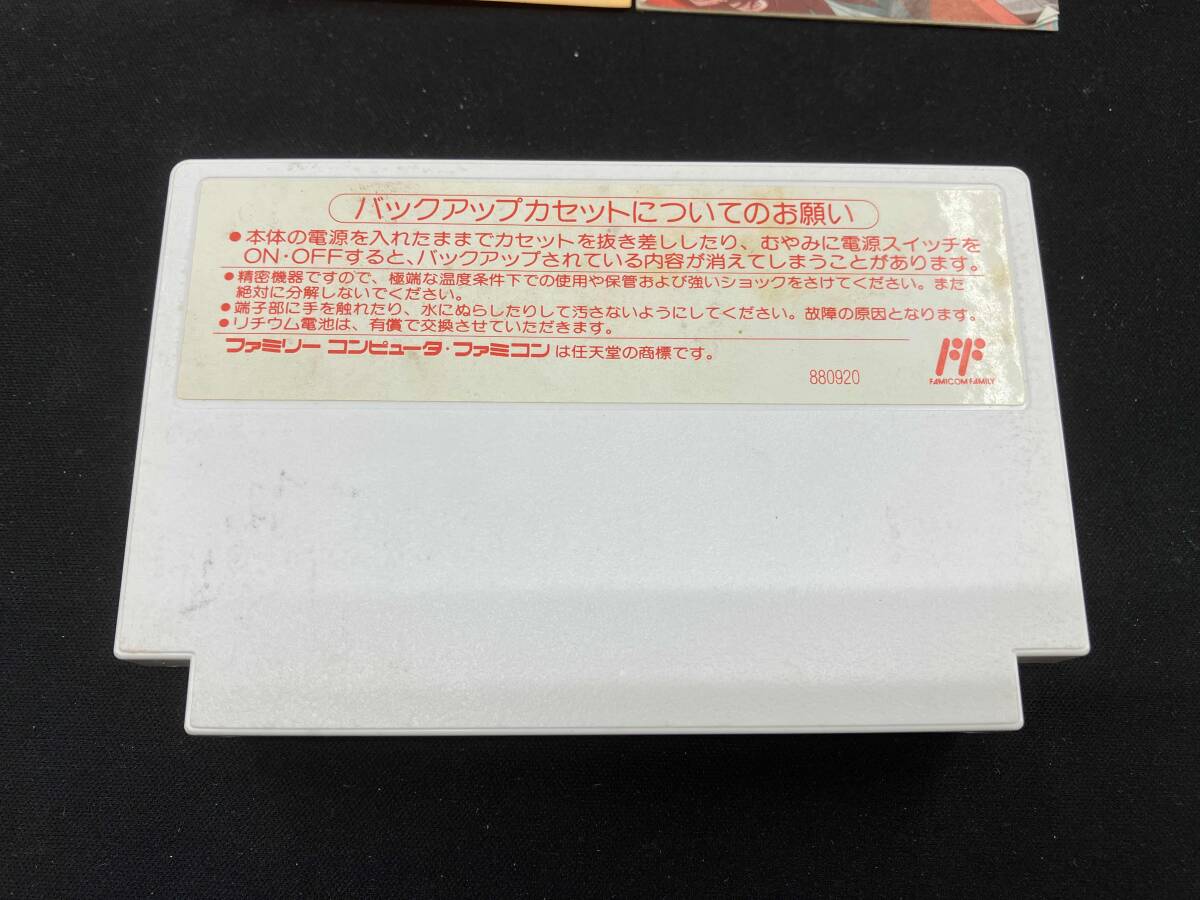 バックアップカセットについてのお願い
●本体の電源を入れたままでカセットを抜き差ししたり、むやみに電源スイッチを
ON・OFFすると、バックアップされている内容が消えてしまうことがあります。
●精密機器ですので、極端な温度条件下での使用や保管および強いショックをさけてください。また
絶対に分解しないでください。
●端子部に手を触れたり、水にぬらしたりして汚さないようにしてください。故障の原因となります。
●リチウム電池は、有償で交換させていただきます。
ファミリー コンピュータ・ファミコン は任天堂の商標です。
880920
FAMICOM FAMILY